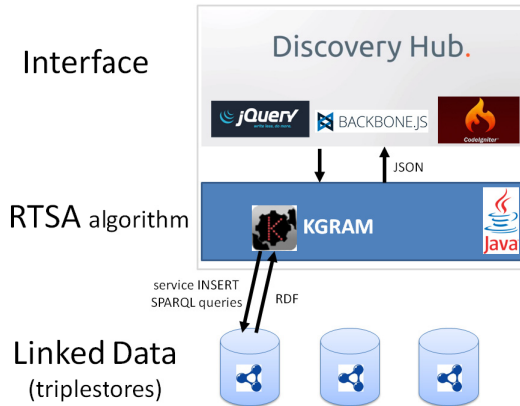 Interface
Discovery Hub.
jQuery
write less, do more.
BACKBONE.JS
CodeIgniter
JSON
RTSA algorithm
K
KGRAM
Java
service INSERT
SPARQL queries
RDF
Linked Data
(triplestores)